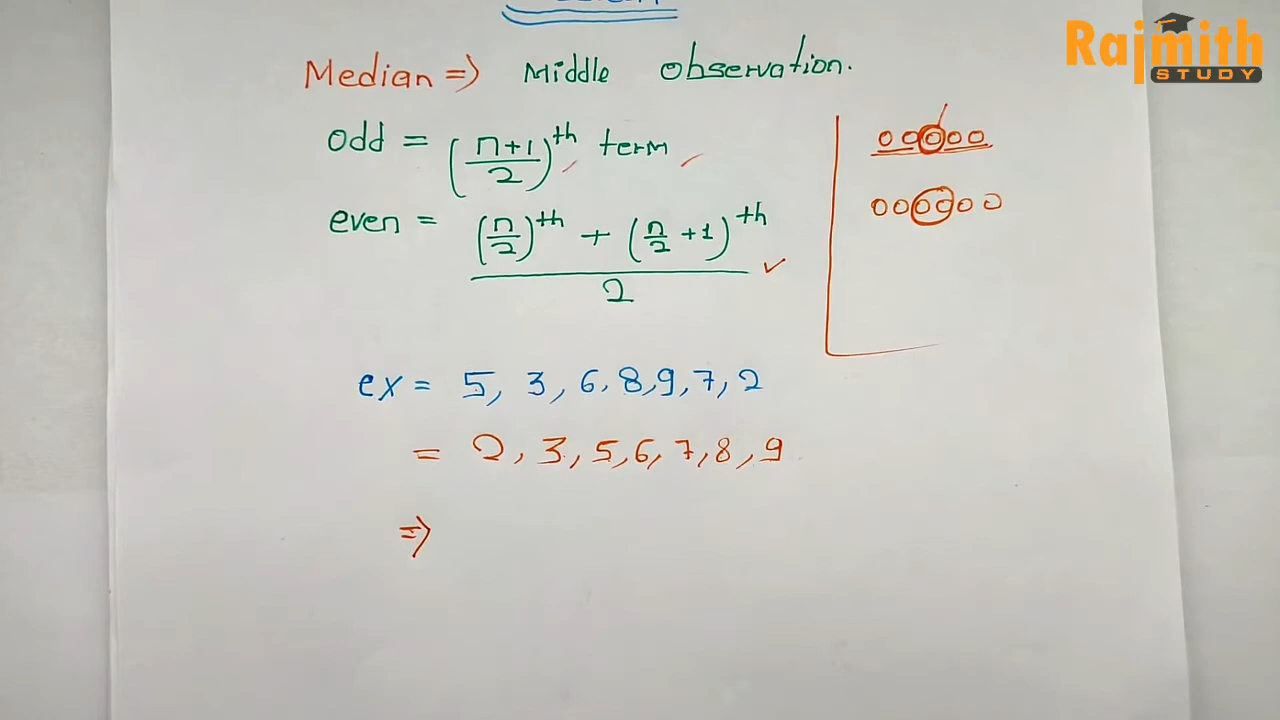 Rajmith
STUDY
Median => Middle observation.
odd = (n+1/2)th term
even = (n/2)th + (n/2 +1)th / 2
ex = 5, 3, 6, 8, 9, 7, 2
= 2, 3, 5, 6, 7, 8, 9
=>